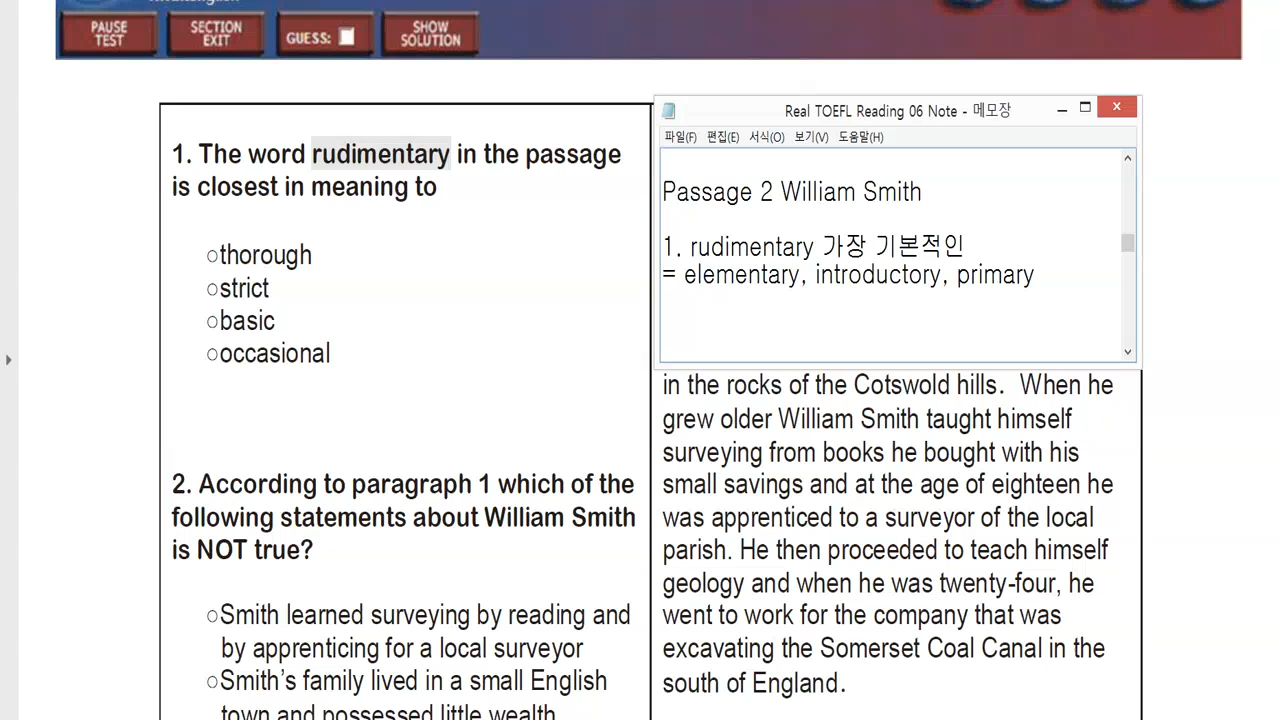 PAUSE
TEST
SECTION
EXIT
GUESS:
SHOW
SOLUTION
1. The word rudimentary in the passage
is closest in meaning to
○thorough
○strict
○basic
○occasional
2. According to paragraph 1 which of the
following statements about William Smith
is NOT true?
○Smith learned surveying by reading and
by apprenticing for a local surveyor
○Smith's family lived in a small English
town and possessed little wealth
Real TOEFL Reading 06 Note - 메모장
파일(F) 편집(E) 서식(O) 보기(V) 도움말(H)
Passage 2 William Smith
1. rudimentary 가장 기본적인
= elementary, introductory, primary
in the rocks of the Cotswold hills. When he
grew older William Smith taught himself
surveying from books he bought with his
small savings and at the age of eighteen he
was apprenticed to a surveyor of the local
parish. He then proceeded to teach himself
geology and when he was twenty-four, he
went to work for the company that was
excavating the Somerset Coal Canal in the
south of England.